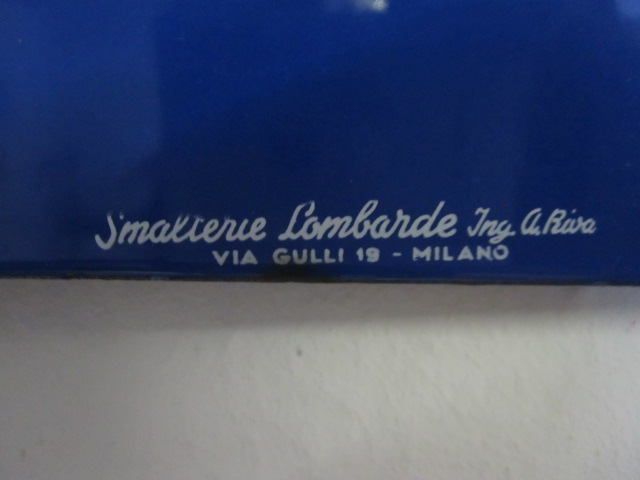 Smalterie Lombarde Ing. A. Riva
VIA GULLI 19 - MILANO